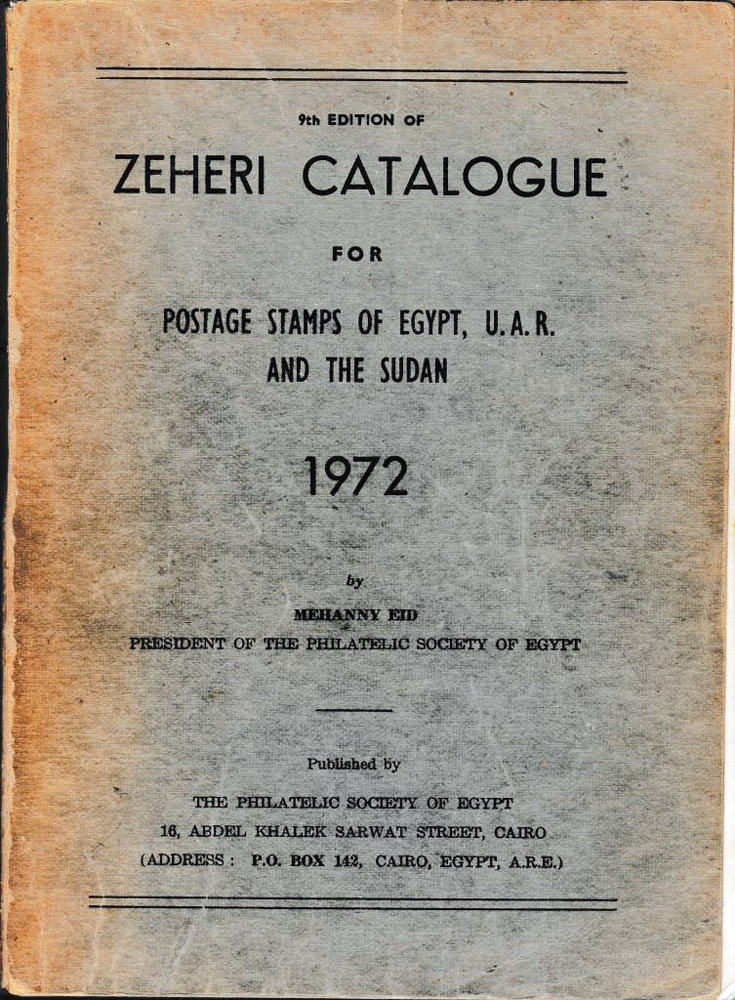 9th EDITION OF
ZEHERI CATALOGUE
FOR
POSTAGE STAMPS OF EGYPT, U.A.R.
AND THE SUDAN
1972
by
MEHANNY EID
PRESIDENT OF THE PHILATELIC SOCIETY OF EGYPT
Published by
THE PHILATELIC SOCIETY OF EGYPT
16, ABDEL KHALEK SARWAT STREET, CAIRO
(ADDRESS : P.O. BOX 142, CAIRO, EGYPT, A.R.E.)